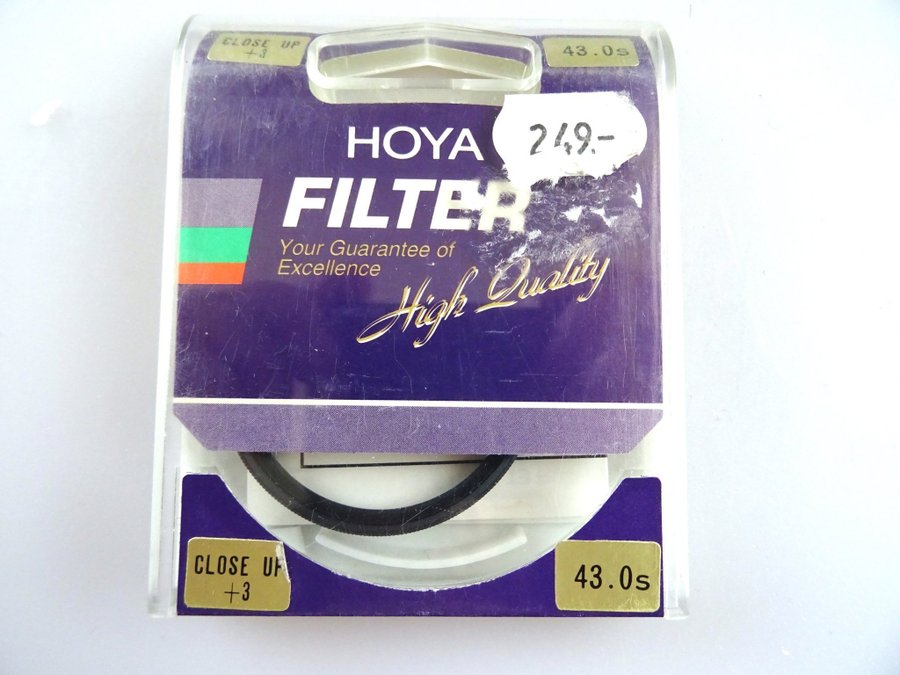 CLOSE UP
+3
43.0s
HOYA
249.-
FILTER
Your Guarantee of
Excellence
High Quality
CLOSE UP
+3
43.0s